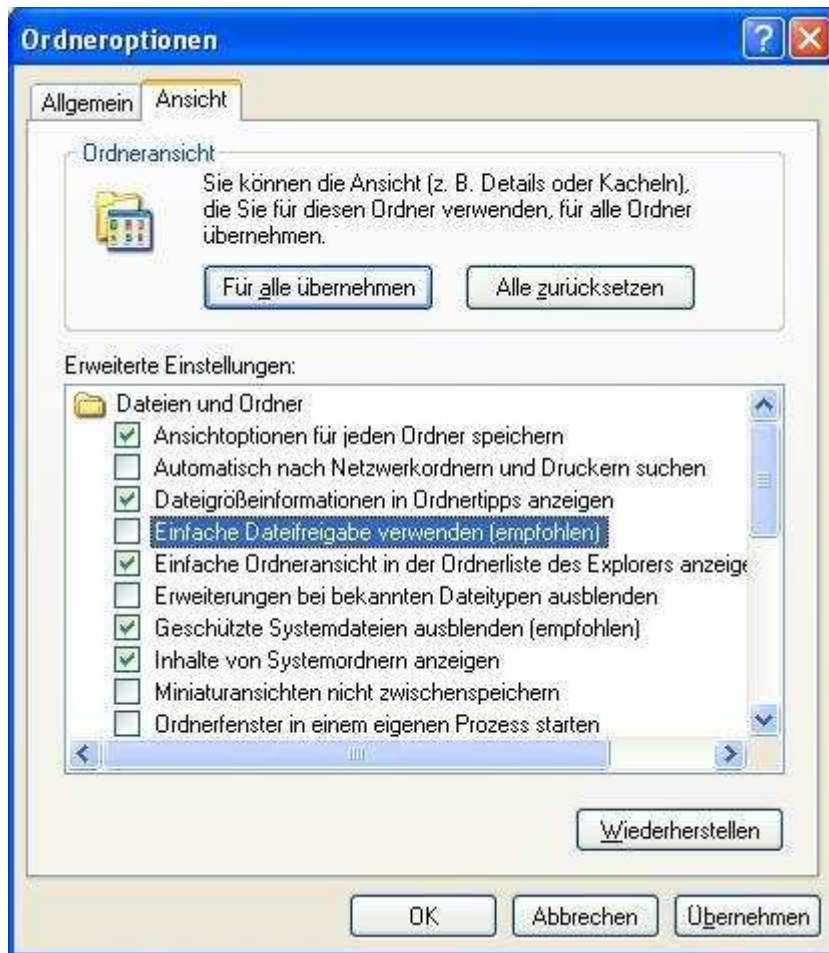 Ordneroptionen
Allgemein
Ansicht
Ordneransicht
Sie können die Ansicht (z. B. Details oder Kacheln),
die Sie für diesen Ordner verwenden, für alle Ordner
übernehmen.
Für alle übernehmen
Alle zurücksetzen
Erweiterte Einstellungen:
Dateien und Ordner
Ansichtoptionen für jeden Ordner speichern
Automatisch nach Netzwerkordnern und Druckern suchen
Dateigrößeinformationen in Ordnertipps anzeigen
Einfache Dateifreigabe verwenden (empfohlen)
Einfache Ordneransicht in der Ordnerliste des Explorers anzeige
Erweiterungen bei bekannten Dateitypen ausblenden
Geschützte Systemdateien ausblenden (empfohlen)
Inhalte von Systemordnern anzeigen
Miniaturansichten nicht zwischenspeichern
Ordnerfenster in einem eigenen Prozess starten
Wiederherstellen
OK
Abbrechen
Übernehmen